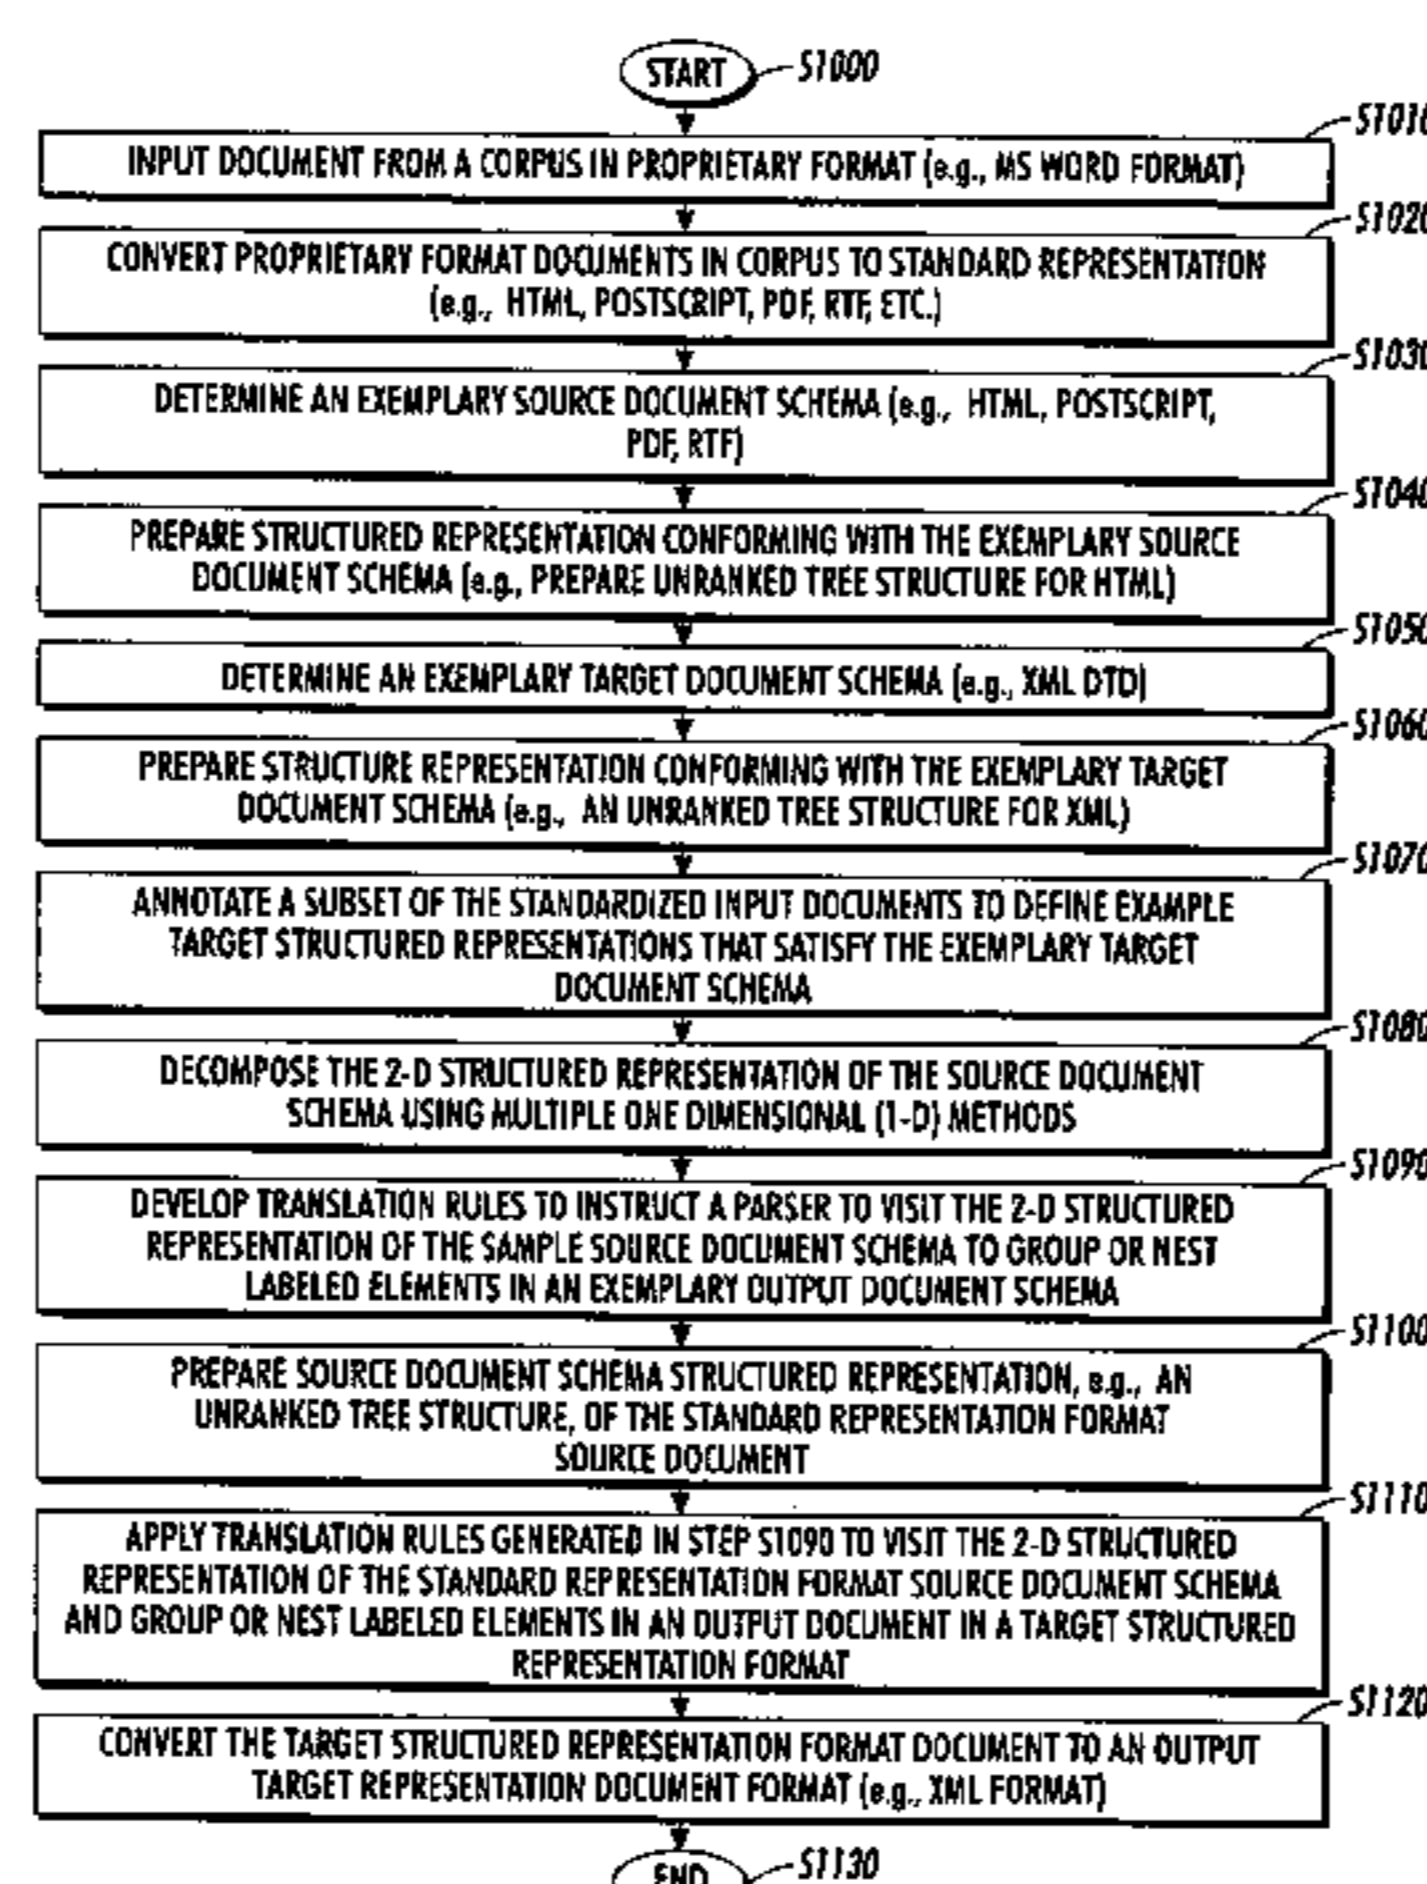 START S1000
S1010
INPUT DOCUMENT FROM A CORPUS IN PROPRIETARY FORMAT (e.g., MS WORD FORMAT)
S1020
CONVERT PROPRIETARY FORMAT DOCUMENTS IN CORPUS TO STANDARD REPRESENTATION
(e.g., HTML, POSTSCRIPT, PDF, RTF, ETC.)
S1030
DETERMINE AN EXEMPLARY SOURCE DOCUMENT SCHEMA (e.g., HTML, POSTSCRIPT,
PDF, RTF)
S1040
PREPARE STRUCTURED REPRESENTATION CONFORMING WITH THE EXEMPLARY SOURCE
DOCUMENT SCHEMA (e.g., PREPARE UNRANKED TREE STRUCTURE FOR HTML)
S1050
DETERMINE AN EXEMPLARY TARGET DOCUMENT SCHEMA (e.g., XML DTD)
S1060
PREPARE STRUCTURE REPRESENTATION CONFORMING WITH THE EXEMPLARY TARGET
DOCUMENT SCHEMA (e.g., AN UNRANKED TREE STRUCTURE FOR XML)
S1070
ANNOTATE A SUBSET OF THE STANDARDIZED INPUT DOCUMENTS TO DEFINE EXAMPLE
TARGET STRUCTURED REPRESENTATIONS THAT SATISFY THE EXEMPLARY TARGET
DOCUMENT SCHEMA
S1080
DECOMPOSE THE 2-D STRUCTURED REPRESENTATION OF THE SOURCE DOCUMENT
SCHEMA USING MULTIPLE ONE DIMENSIONAL (1-D) METHODS
S1090
DEVELOP TRANSLATION RULES TO INSTRUCT A PARSER TO VISIT THE 2-D STRUCTURED
REPRESENTATION OF THE SAMPLE SOURCE DOCUMENT SCHEMA TO GROUP OR NEST
LABELED ELEMENTS IN AN EXEMPLARY OUTPUT DOCUMENT SCHEMA
S1100
PREPARE SOURCE DOCUMENT SCHEMA STRUCTURED REPRESENTATION, e.g., AN
UNRANKED TREE STRUCTURE, OF THE STANDARD REPRESENTATION FORMAT
SOURCE DOCUMENT
S1110
APPLY TRANSLATION RULES GENERATED IN STEP S1090 TO VISIT THE 2-D STRUCTURED
REPRESENTATION OF THE STANDARD REPRESENTATION FORMAT SOURCE DOCUMENT SCHEMA
AND GROUP OR NEST LABELED ELEMENTS IN AN OUTPUT DOCUMENT IN A TARGET STRUCTURED
REPRESENTATION FORMAT
S1120
CONVERT THE TARGET STRUCTURED REPRESENTATION FORMAT DOCUMENT TO AN OUTPUT
TARGET REPRESENTATION DOCUMENT FORMAT (e.g., XML FORMAT)
END S1130